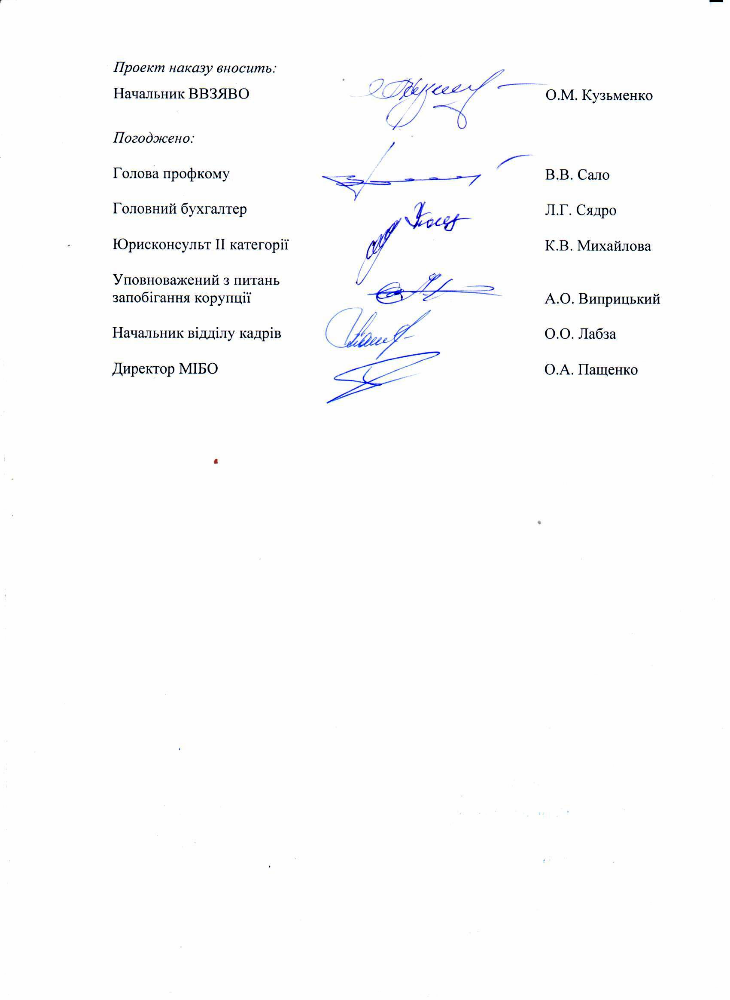 Проект наказу вносить:
Начальник ВВЗЯВО О.М. Кузьменко
Погоджено:
Голова профкому В.В. Сало
Головний бухгалтер Л.Г. Сядро
Юрисконсульт ІІ категорії К.В. Михайлова
Уповноважений з питань
запобігання корупції А.О. Виприцький
Начальник відділу кадрів О.О. Лабза
Директор МІБО О.А. Пащенко